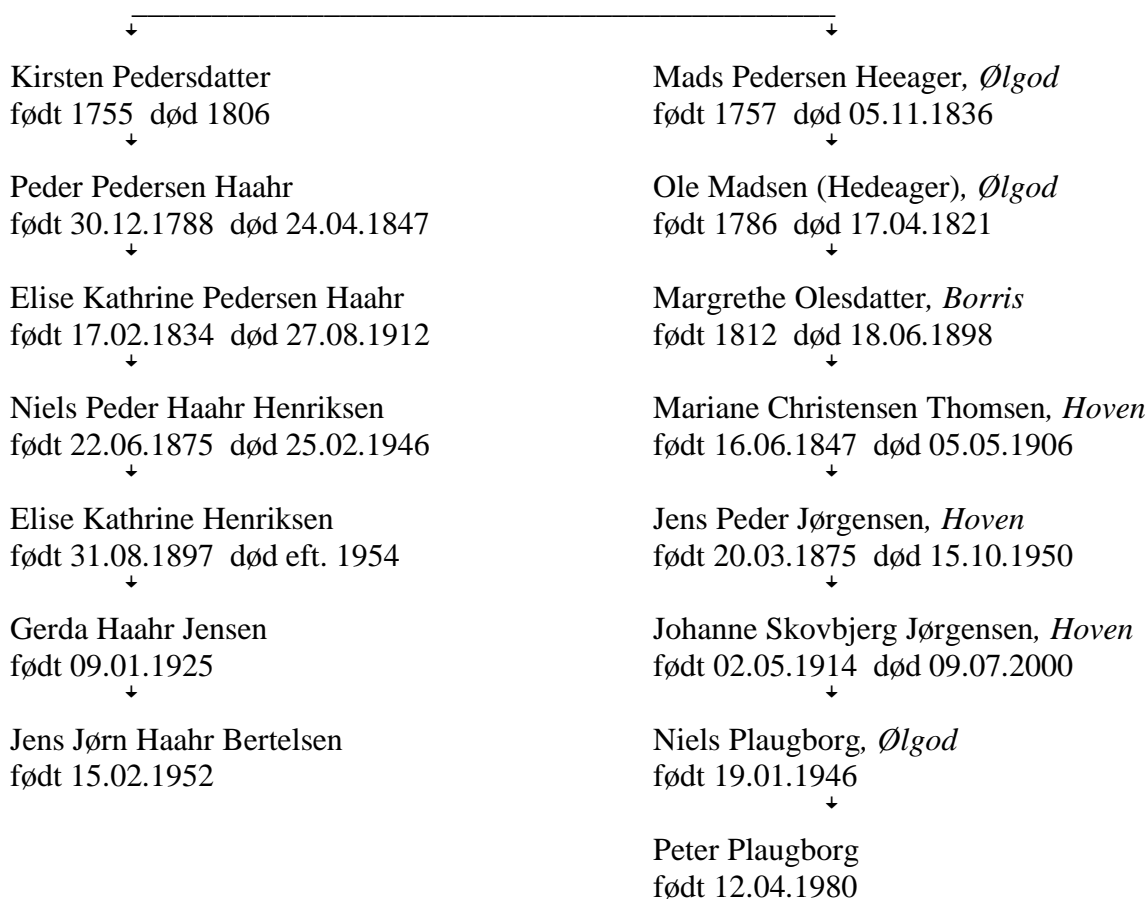 Kirsten Pedersdatter
født 1755 død 1806
Peder Pedersen Haahr
født 30.12.1788 død 24.04.1847
Elise Kathrine Pedersen Haahr
født 17.02.1834 død 27.08.1912
Niels Peder Haahr Henriksen
født 22.06.1875 død 25.02.1946
Elise Kathrine Henriksen
født 31.08.1897 død eft. 1954
Gerda Haahr Jensen
født 09.01.1925
Jens Jørn Haahr Bertelsen
født 15.02.1952
Mads Pedersen Heeager, Ølgod
født 1757 død 05.11.1836
Ole Madsen (Hedeager), Ølgod
født 1786 død 17.04.1821
Margrethe Olesdatter, Borris
født 1812 død 18.06.1898
Mariane Christensen Thomsen, Hoven
født 16.06.1847 død 05.05.1906
Jens Peder Jørgensen, Hoven
født 20.03.1875 død 15.10.1950
Johanne Skovbjerg Jørgensen, Hoven
født 02.05.1914 død 09.07.2000
Niels Plaugborg, Ølgod
født 19.01.1946
Peter Plaugborg
født 12.04.1980